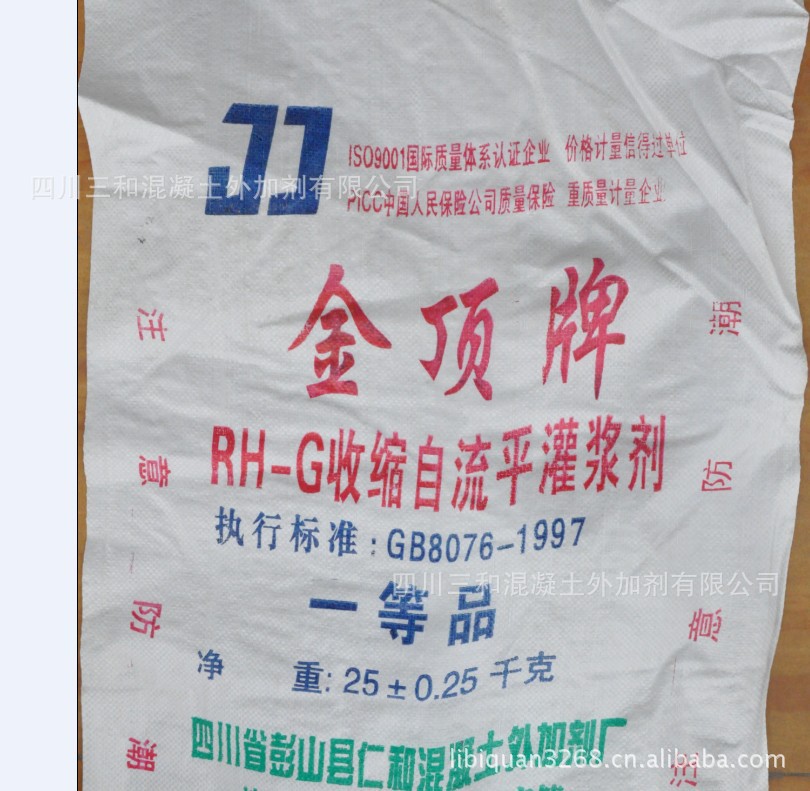 ISO9001国际质量体系认证企业 价格计量信得过单位
四川三和混凝土外加剂有限公司
PICC中国人民保险公司质量保险 重质量计量企业
金顶牌
RH-G收缩自流平灌浆剂
执行标准:GB8076-1997
四川三和混凝土外加剂有限公司
一等品
净 重:25±0.25千克
四川省彭山县仁和混凝土外加剂厂
libiquan3268.cn.alibaba.com
注意防潮
注意防潮